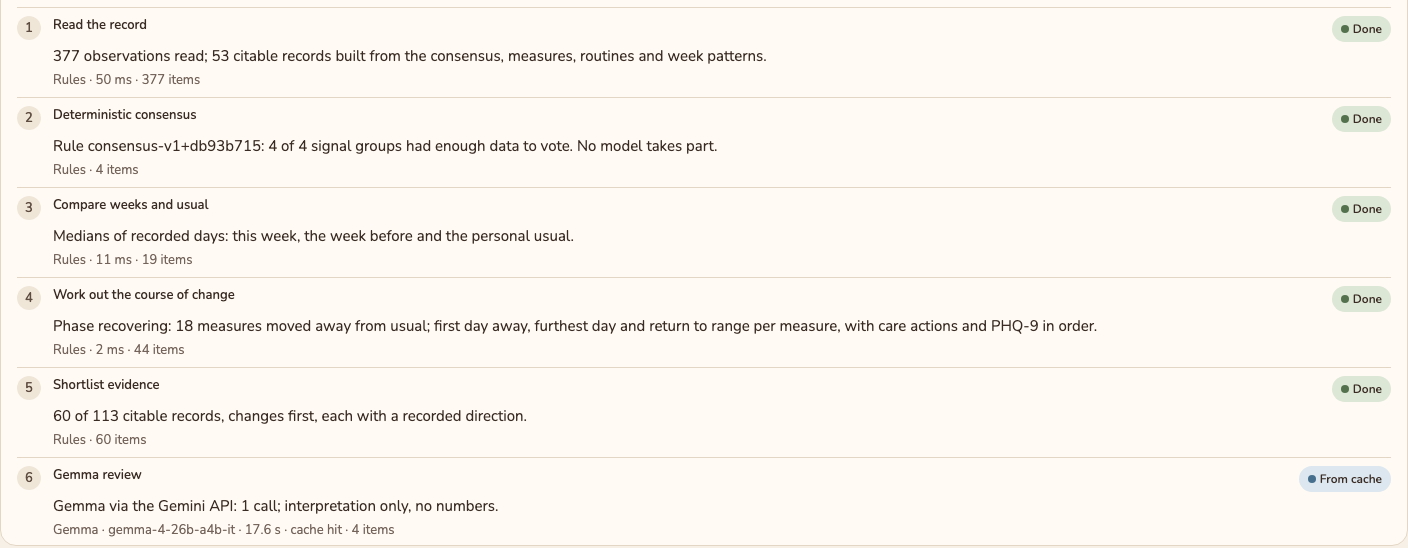 1 Read the record Done
377 observations read; 53 citable records built from the consensus, measures, routines and week patterns.
Rules · 50 ms · 377 items
2 Deterministic consensus Done
Rule consensus-v1+db93b715: 4 of 4 signal groups had enough data to vote. No model takes part.
Rules · 4 items
3 Compare weeks and usual Done
Medians of recorded days: this week, the week before and the personal usual.
Rules · 11 ms · 19 items
4 Work out the course of change Done
Phase recovering: 18 measures moved away from usual; first day away, furthest day and return to range per measure, with care actions and PHQ-9 in order.
Rules · 2 ms · 44 items
5 Shortlist evidence Done
60 of 113 citable records, changes first, each with a recorded direction.
Rules · 60 items
6 Gemma review From cache
Gemma via the Gemini API: 1 call; interpretation only, no numbers.
Gemma · gemma-4-26b-a4b-it · 17.6 s · cache hit · 4 items